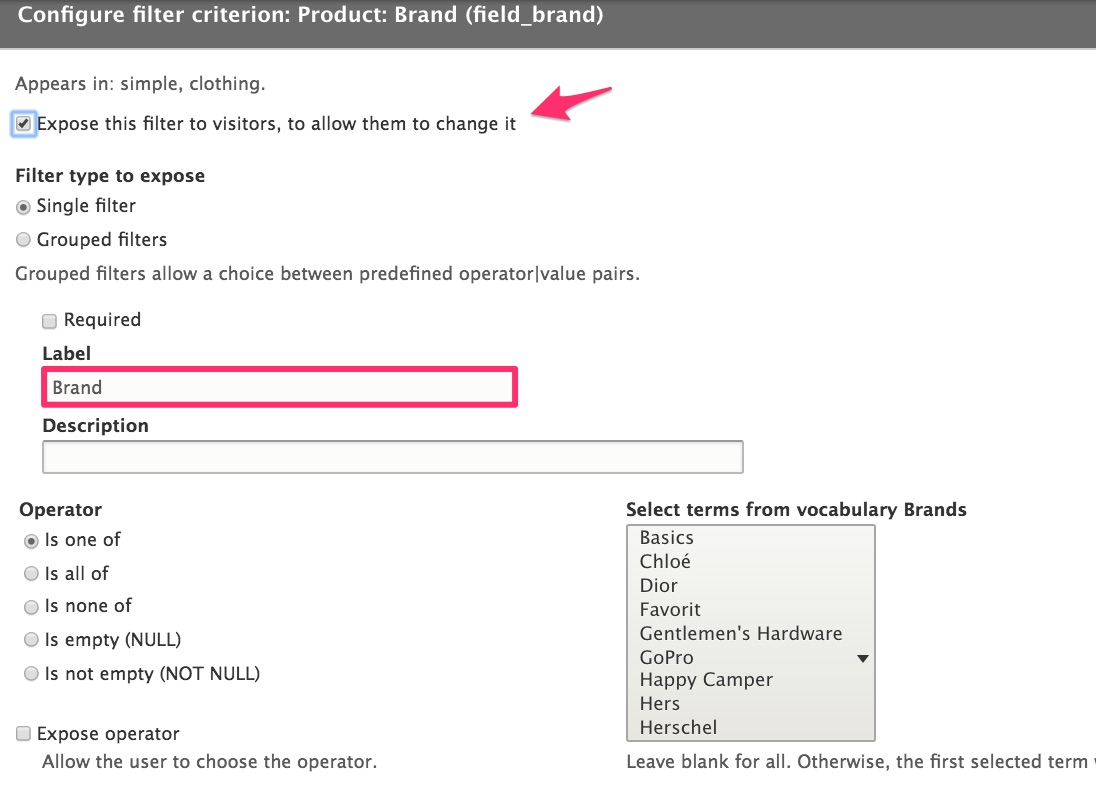 Configure filter criterion: Product: Brand (field_brand)
Appears in: simple, clothing.
Expose this filter to visitors, to allow them to change it
Filter type to expose
Single filter
Grouped filters
Grouped filters allow a choice between predefined operator|value pairs.
Required
Label
Brand
Description
Operator
Is one of
Is all of
Is none of
Is empty (NULL)
Is not empty (NOT NULL)
Expose operator
Allow the user to choose the operator.
Select terms from vocabulary Brands
Basics
Chloé
Dior
Favorit
Gentlemen's Hardware
GoPro
Happy Camper
Hers
Herschel
Leave blank for all. Otherwise, the first selected term